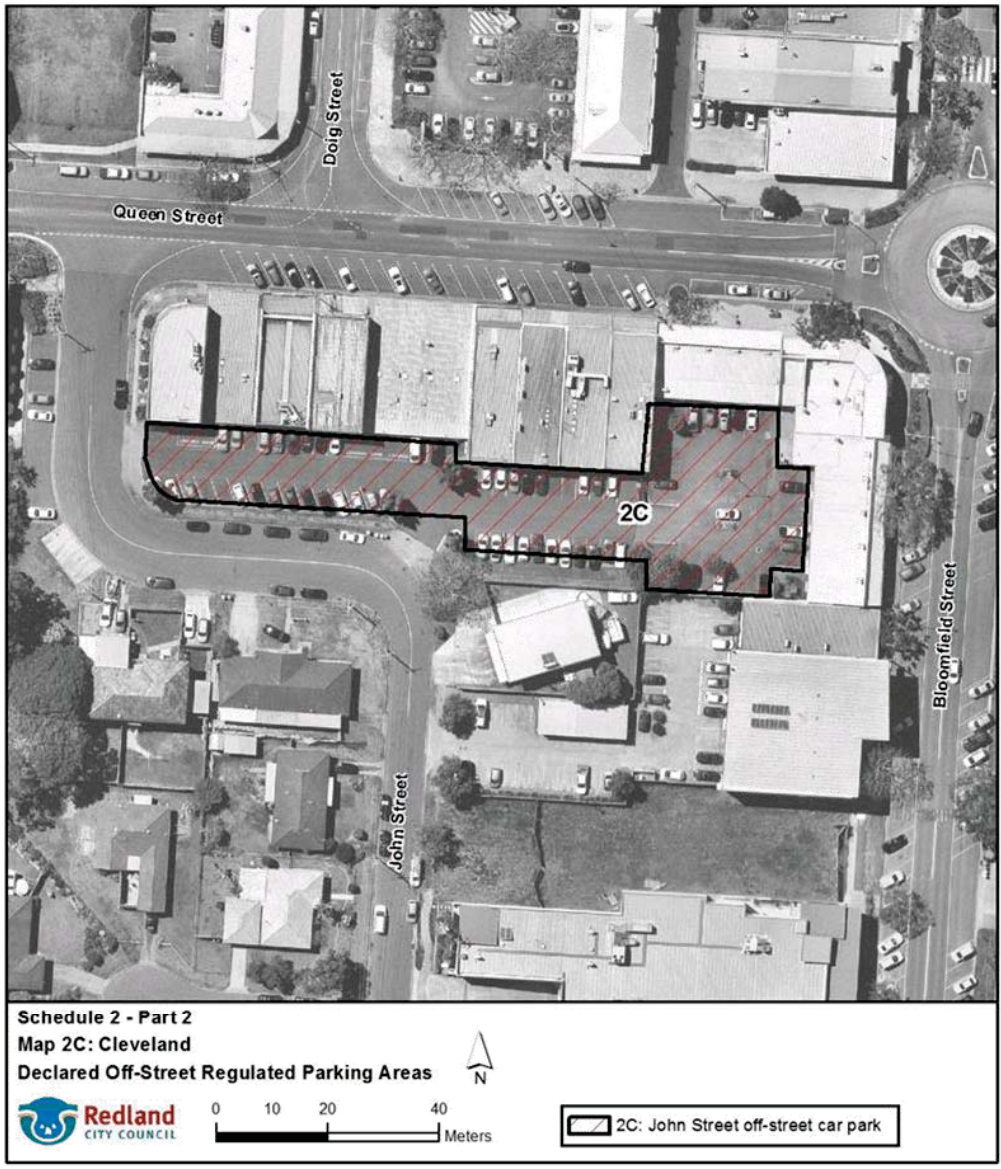 Doig Street
Queen Street
2C
Bloomfield Street
John Street
Schedule 2 - Part 2
Map 2C: Cleveland
Declared Off-Street Regulated Parking Areas
N
Redland
CITY COUNCIL
0 10 20 40
Meters
2C: John Street off-street car park